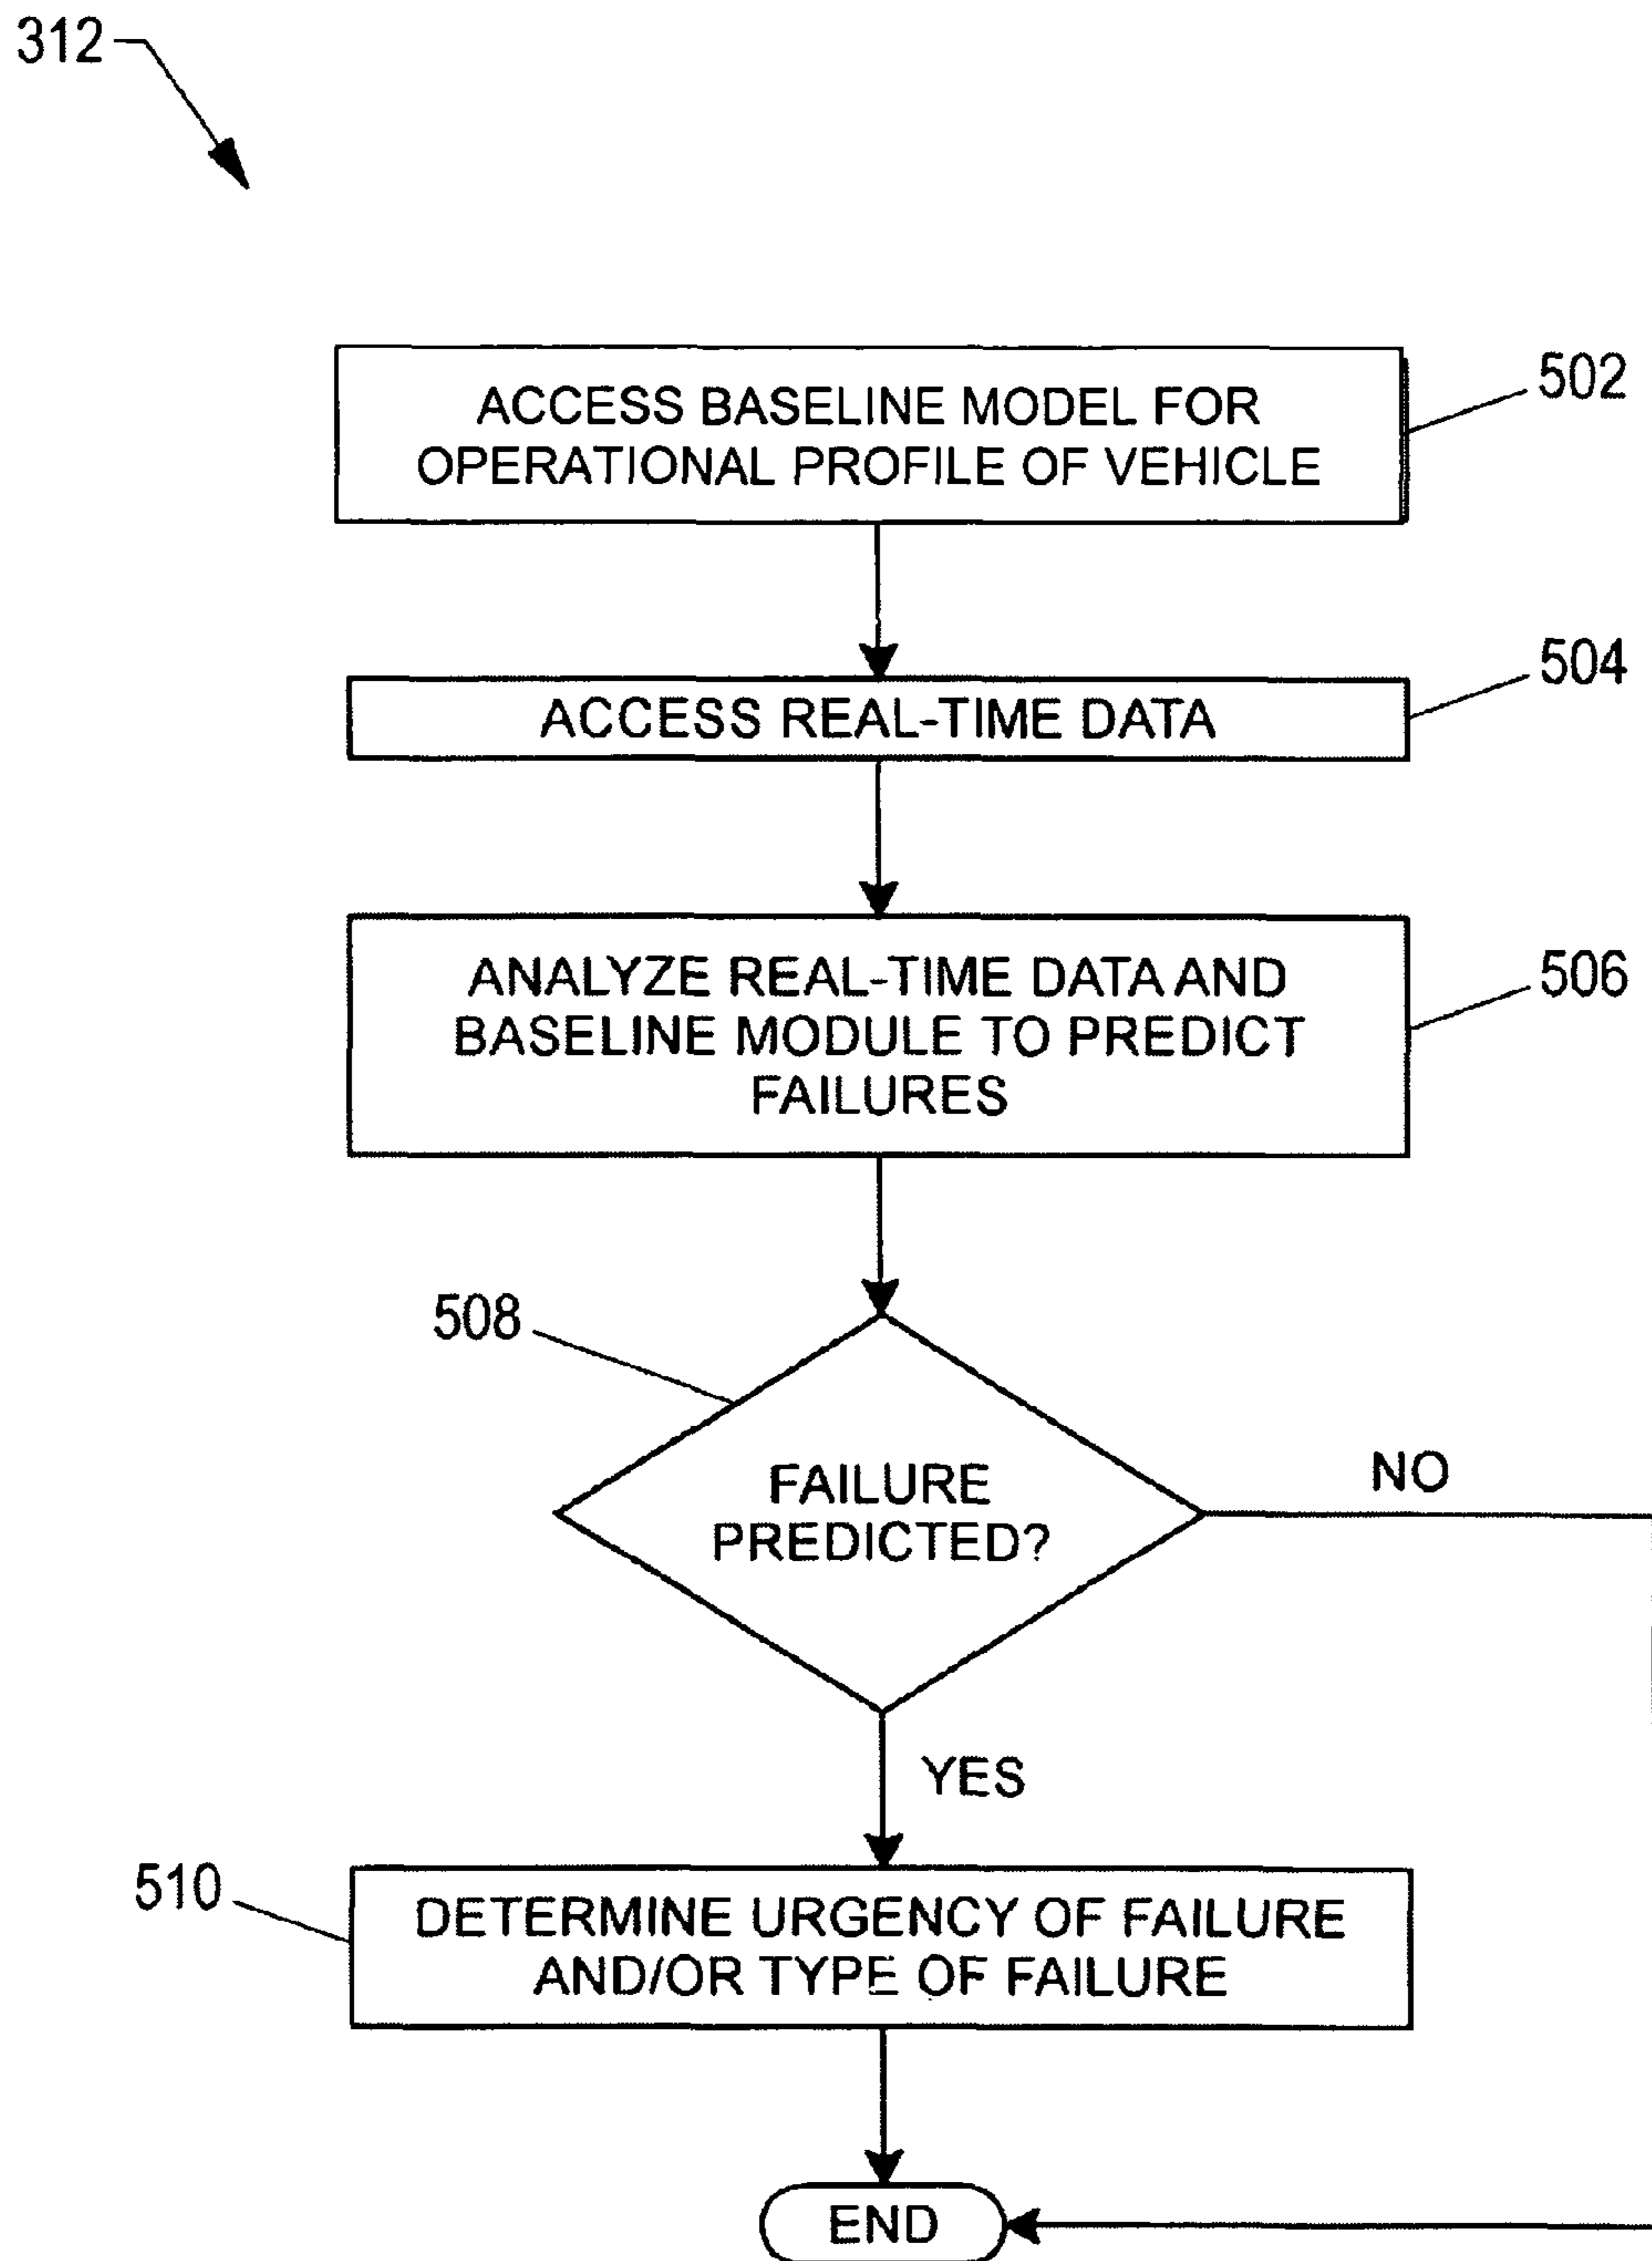 312
ACCESS BASELINE MODEL FOR
OPERATIONAL PROFILE OF VEHICLE
502
ACCESS REAL-TIME DATA
504
ANALYZE REAL-TIME DATA AND
BASELINE MODULE TO PREDICT
FAILURES
506
508
FAILURE
PREDICTED?
NO
YES
510
DETERMINE URGENCY OF FAILURE
AND/OR TYPE OF FAILURE
END